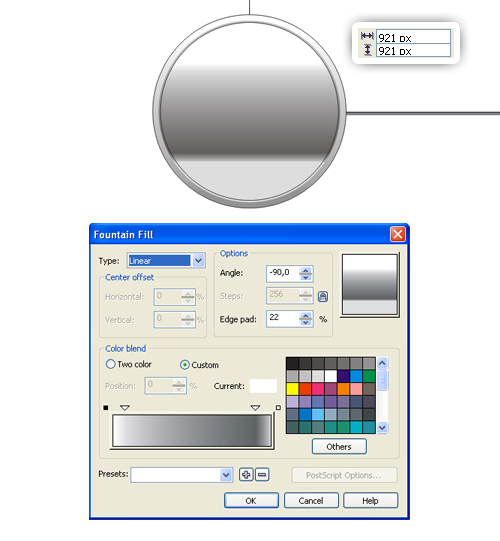 921 px
921 px
Fountain Fill
Type: Linear
Options
Angle: -90,0
Steps: 256
Edge pad: 22 %
Center offset
Horizontal: 0 %
Vertical: 0 %
Color blend
Two color Custom
Position: 0 % Current:
Others
Presets: PostScript Options...
OK Cancel Help